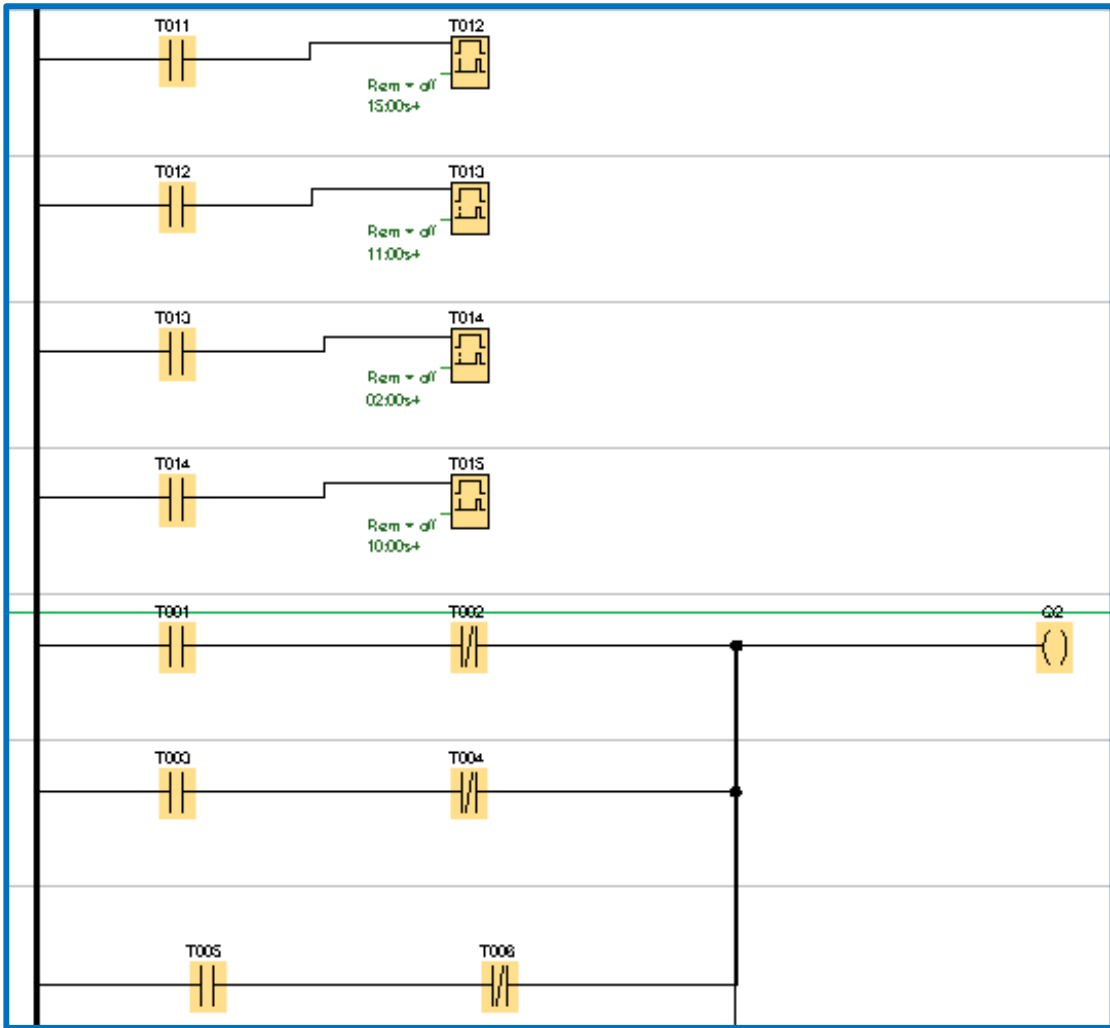 T011 T012
Rem = off
15:00s+
T012 T013
Rem = off
11:00s+
T013 T014
Rem = off
02:00s+
T014 T015
Rem = off
10:00s+
T001 T002 Q2
T003 T004
T005 T006